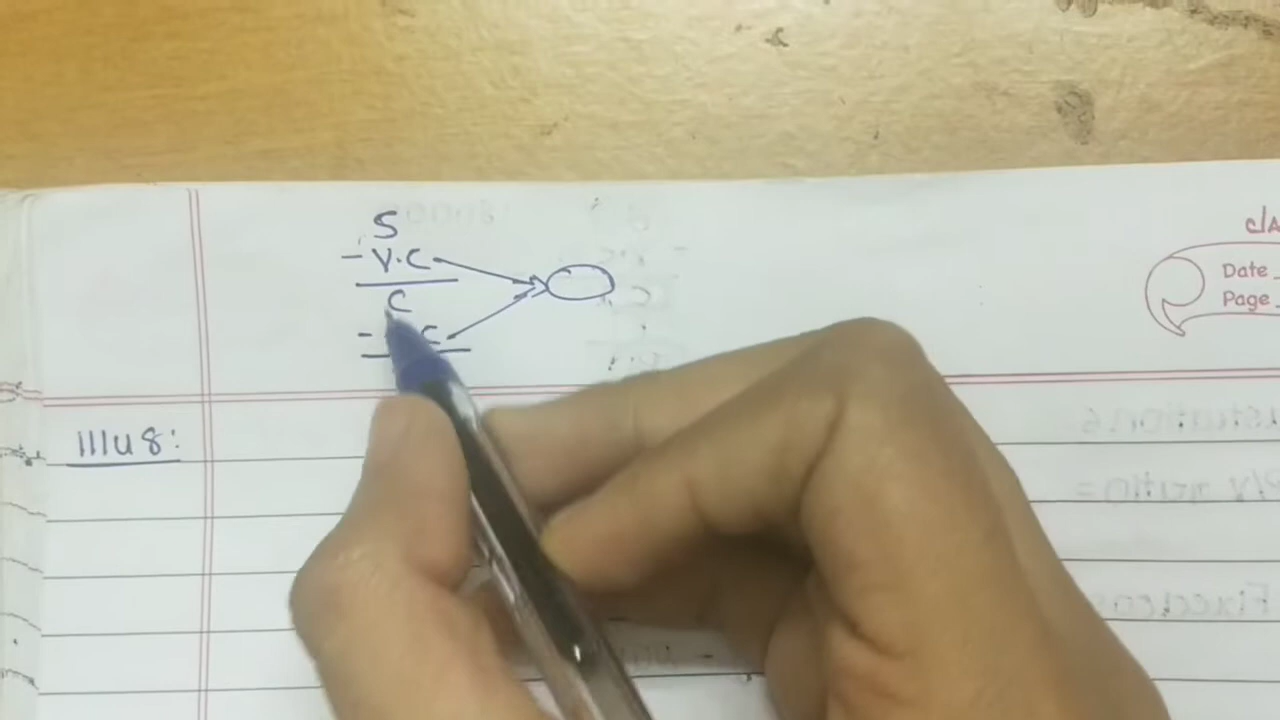 S
- V.C
C
- C
Illu 8:
Date
Page